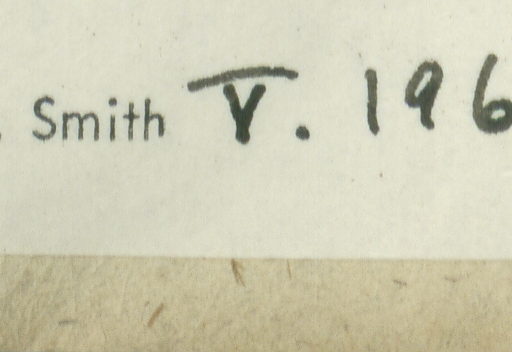 . Smith V. 196